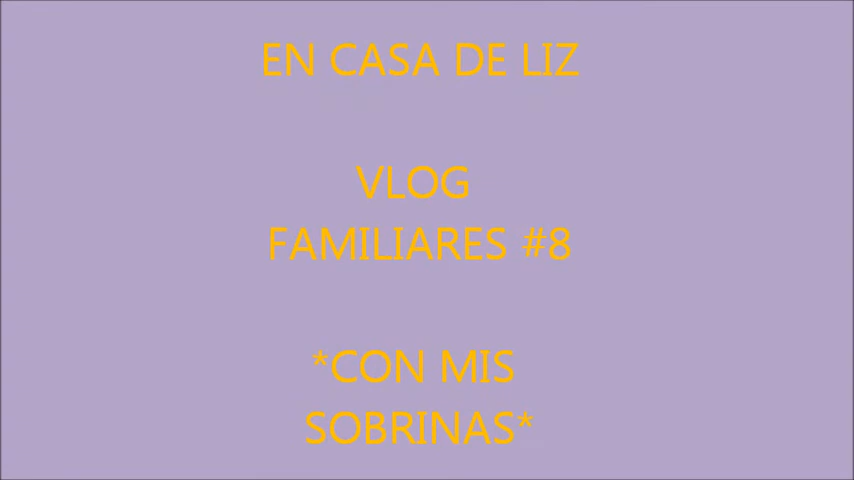 EN CASA DE LIZ
VLOG
FAMILIARES #8
*CON MIS
SOBRINAS*